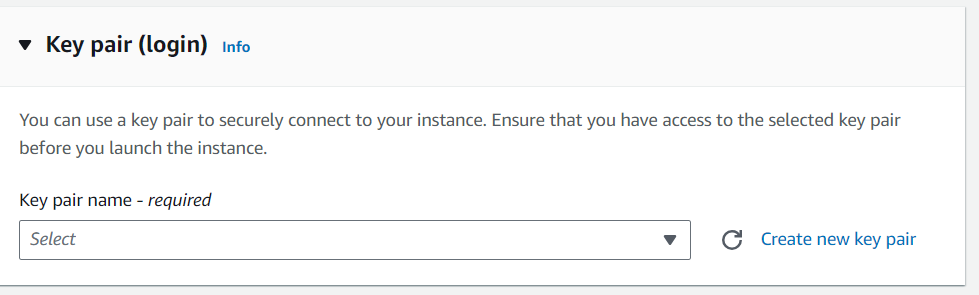 Key pair (login) Info
You can use a key pair to securely connect to your instance. Ensure that you have access to the selected key pair
before you launch the instance.
Key pair name - required
Select
Create new key pair